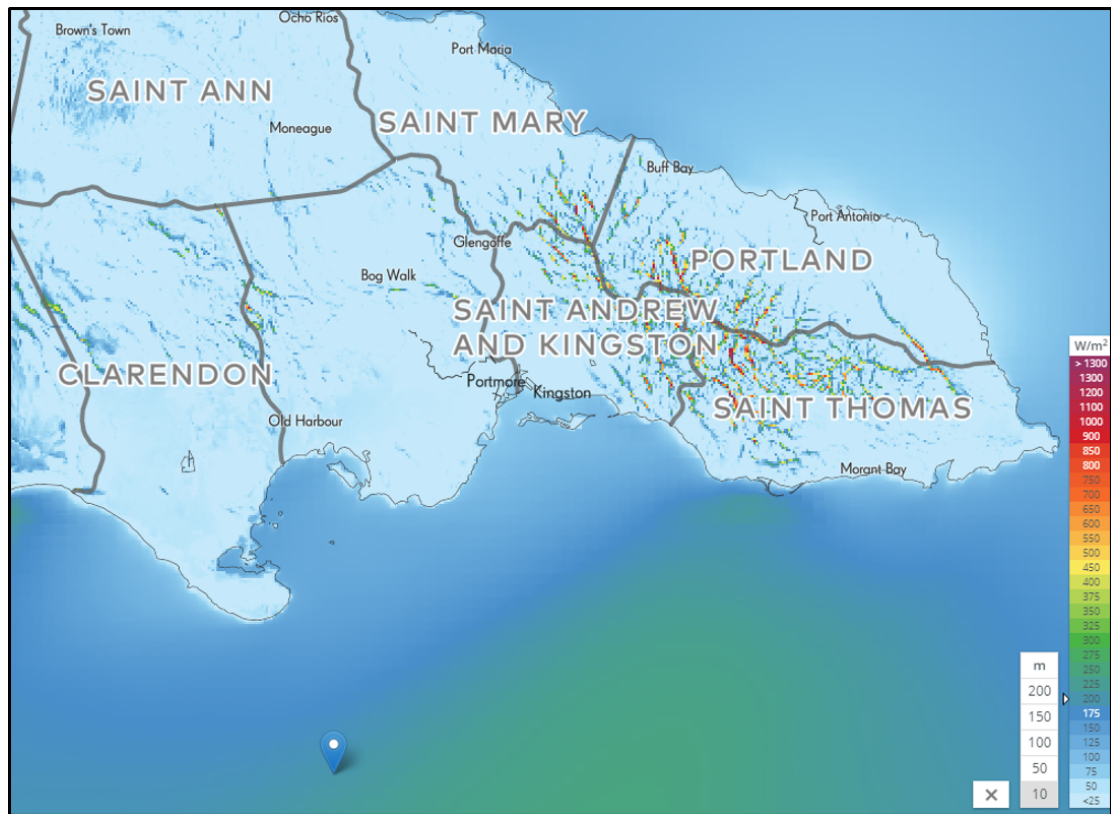 Ocho Rios
Brown's Town
Port Maria
SAINT ANN
SAINT MARY
Moneague
Buff Bay
Port Antonio
Glengoffe
PORTLAND
Bog Walk
SAINT ANDREW
AND KINGSTON
CLARENDON
Portmore
Kingston
SAINT THOMAS
Old Harbour
Morant Bay
W/m²
> 1300
1300
1200
1100
1000
900
850
800
750
700
650
600
550
500
450
400
375
350
325
300
275
250
225
200
175
150
125
100
75
50
<25
m
200
150
100
50
10